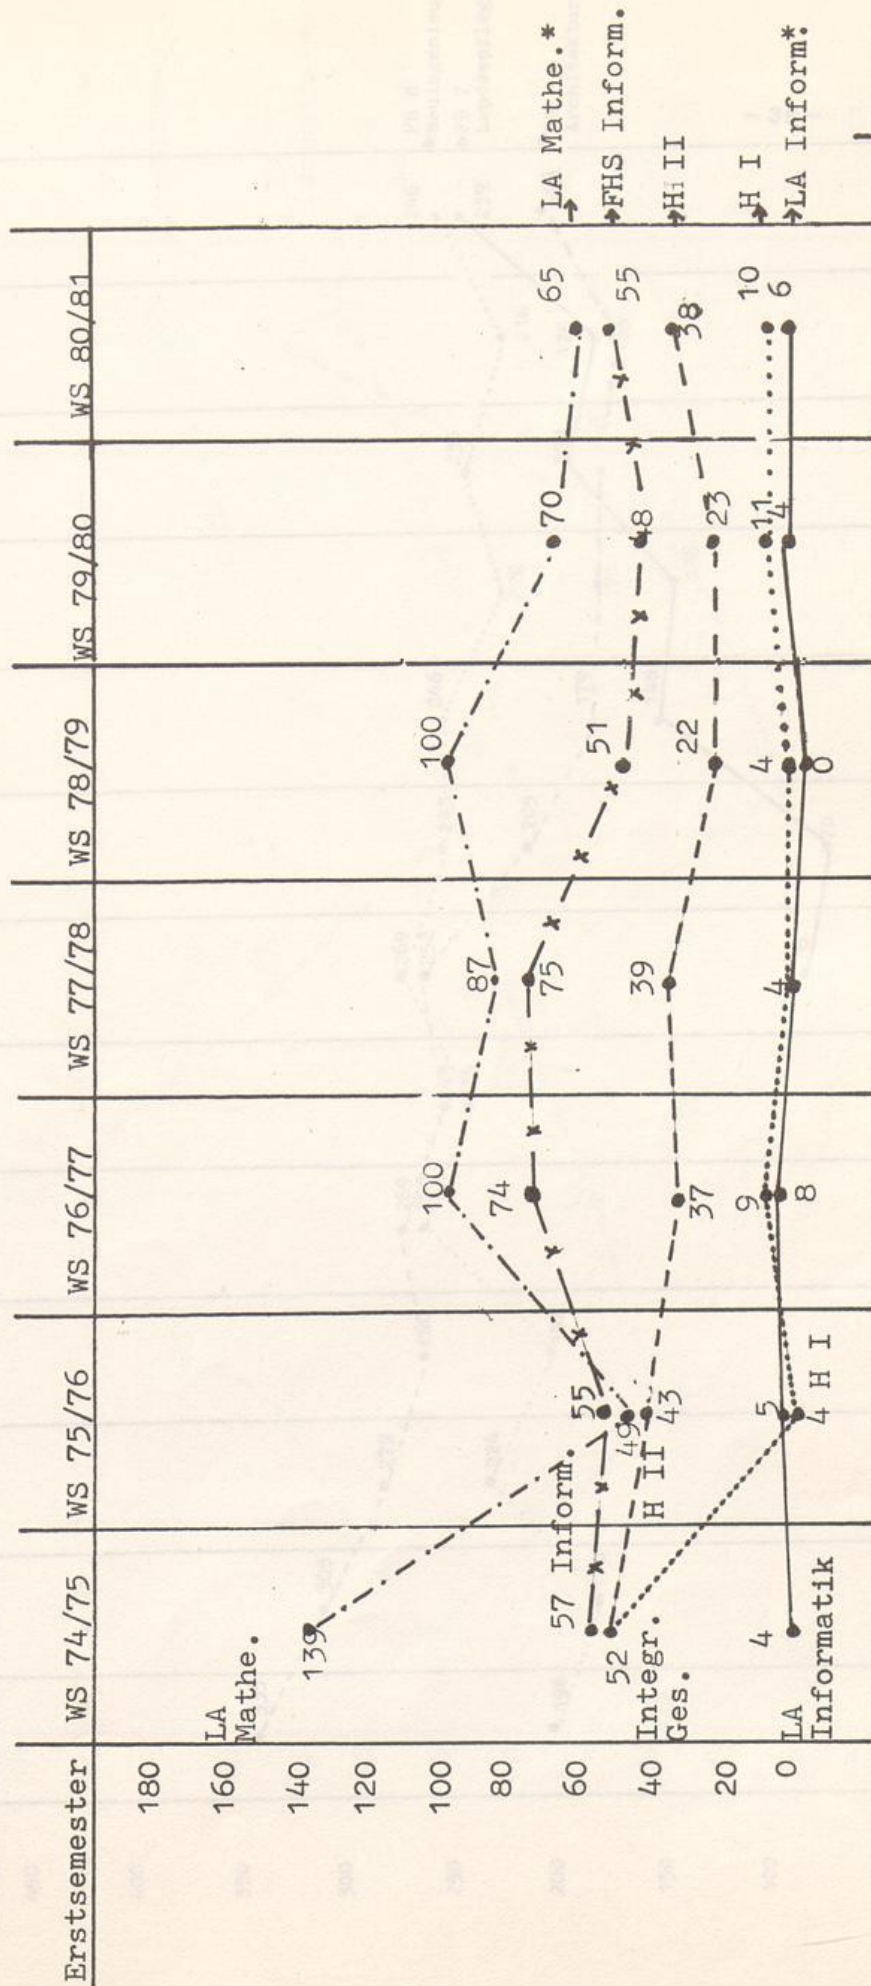 Erstsemester WS 74/75 WS 75/76 WS 76/77 WS 77/78 WS 78/79 WS 79/80 WS 80/81
180
160
LA
Mathe.
140
139
120
100
100
100
87
80
74
75
70
65
LA Mathe.*
60
57 Inform.
55
51
48
55
FHS Inform.
52
49
43
37
39
22
23
38
H II
40
Integr.
Ges.
H II
20
0
4
5
9
8
4
4
0
11
4
10
6
H I
LA Inform*
LA
Informatik
4 H I